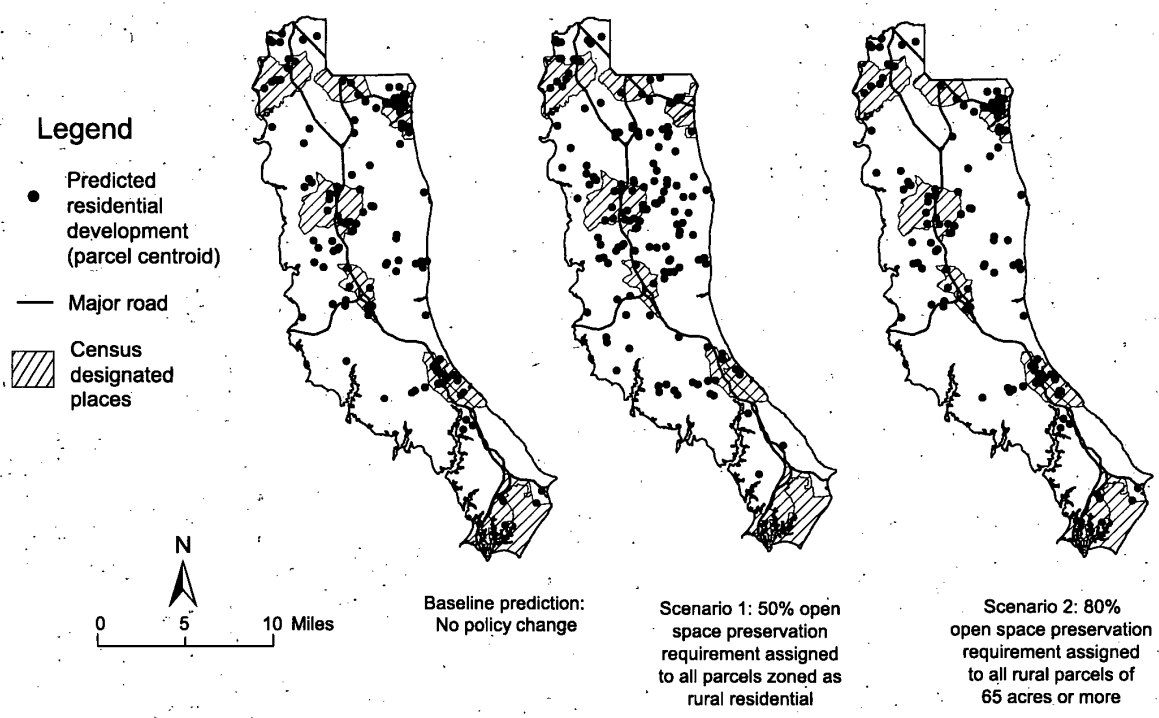 Legend
Predicted
residential
development
(parcel centroid)
Major road
Census
designated
places
N
0 5 10 Miles
Baseline prediction:
No policy change
Scenario 1: 50% open
space preservation
requirement assigned
to all parcels zoned as
rural residential
Scenario 2: 80%
open space preservation
requirement assigned
to all rural parcels of
65 acres or more